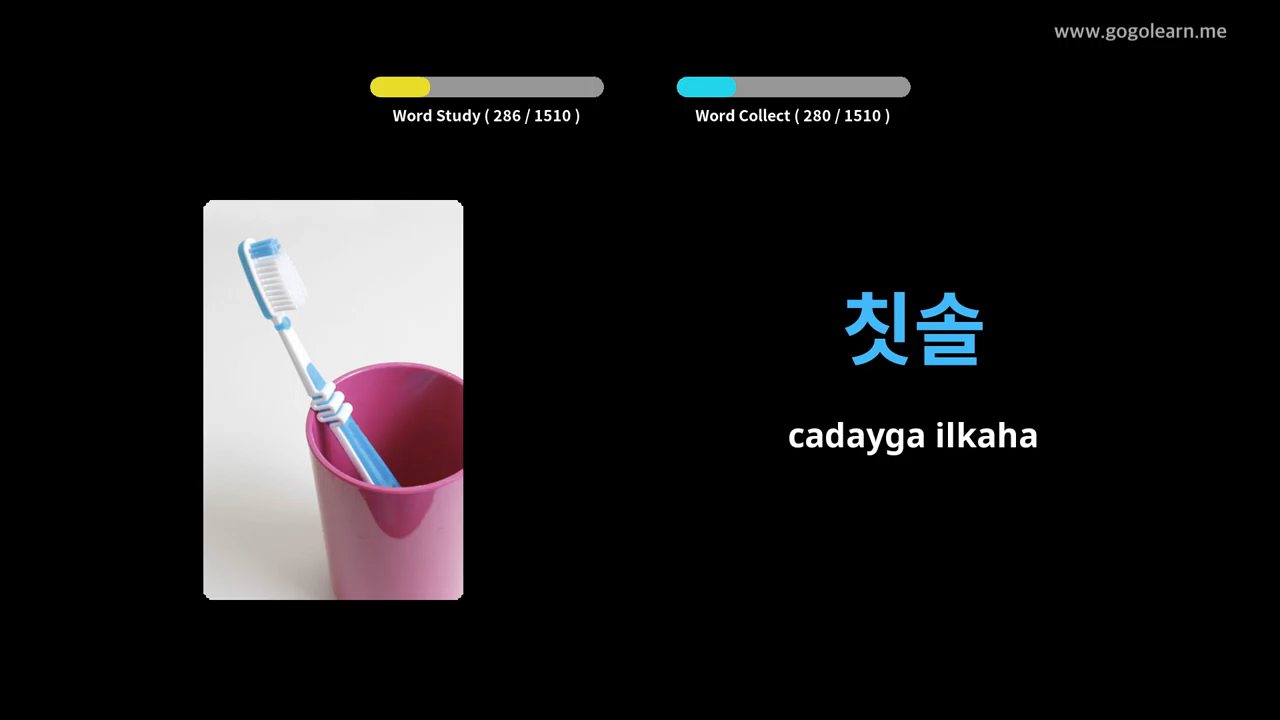 www.gogolearn.me
Word Study ( 286 / 1510 )
Word Collect ( 280 / 1510 )
칫솔
cadayga ilkaha